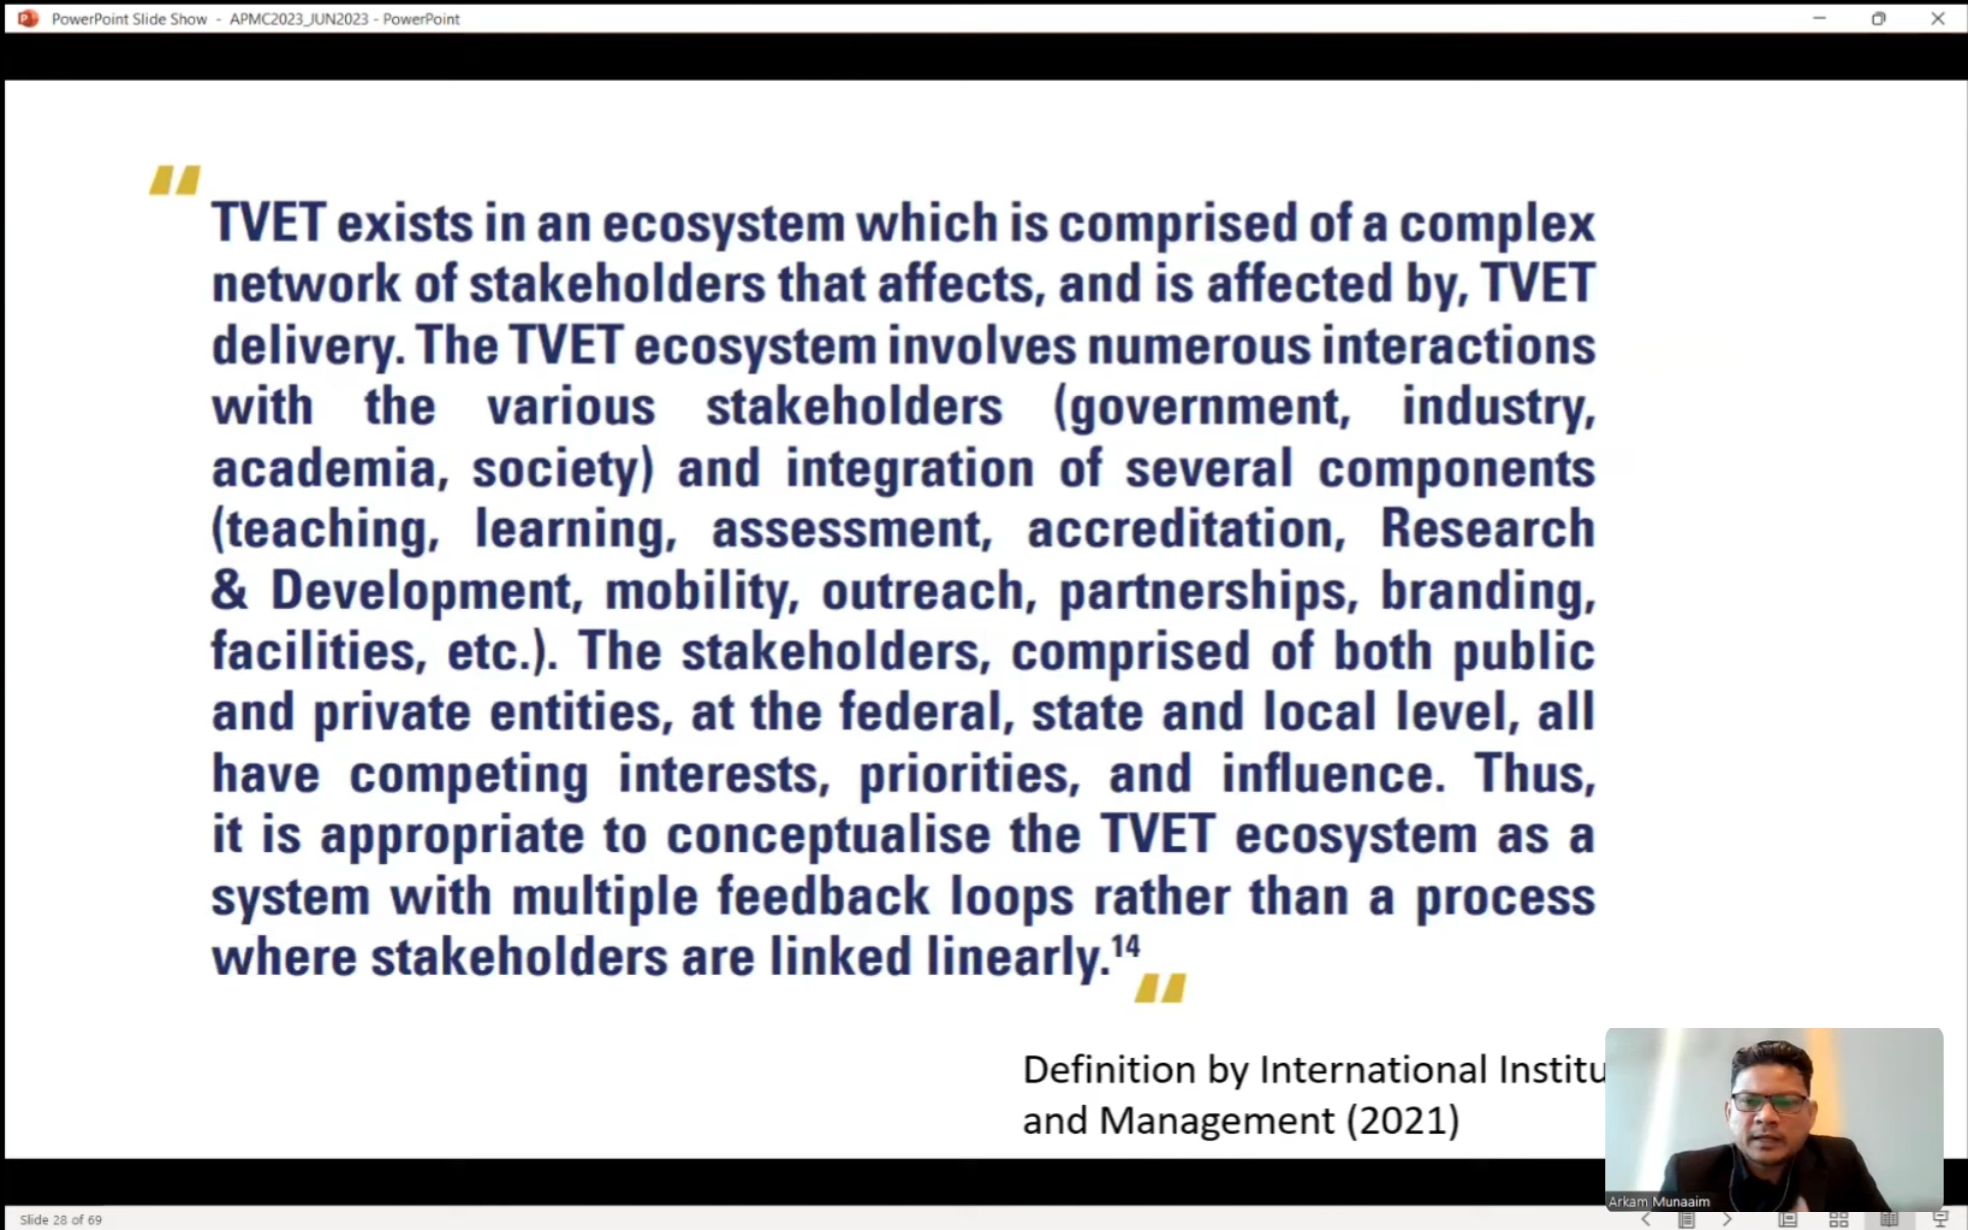 PowerPoint Slide Show - APMC2023_JUN2023 - PowerPoint
TVET exists in an ecosystem which is comprised of a complex
network of stakeholders that affects, and is affected by, TVET
delivery. The TVET ecosystem involves numerous interactions
with the various stakeholders (government, industry,
academia, society) and integration of several components
(teaching, learning, assessment, accreditation, Research
& Development, mobility, outreach, partnerships, branding,
facilities, etc.). The stakeholders, comprised of both public
and private entities, at the federal, state and local level, all
have competing interests, priorities, and influence. Thus,
it is appropriate to conceptualise the TVET ecosystem as a
system with multiple feedback loops rather than a process
where stakeholders are linked linearly.¹⁴
Definition by International
and Management (2021)
Arkam Munaaim
Slide 28 of 69